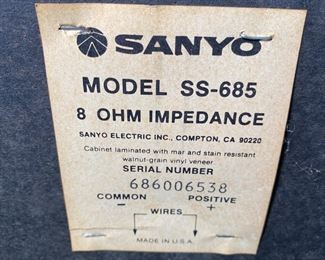 SANYO
MODEL SS-685
8 OHM IMPEDANCE
SANYO ELECTRIC INC., COMPTON, CA 90220
Cabinet laminated with mar and stain resistant
walnut-grain vinyl veneer.
SERIAL NUMBER
686006538
COMMON POSITIVE
− +
WIRES
MADE IN U.S.A.